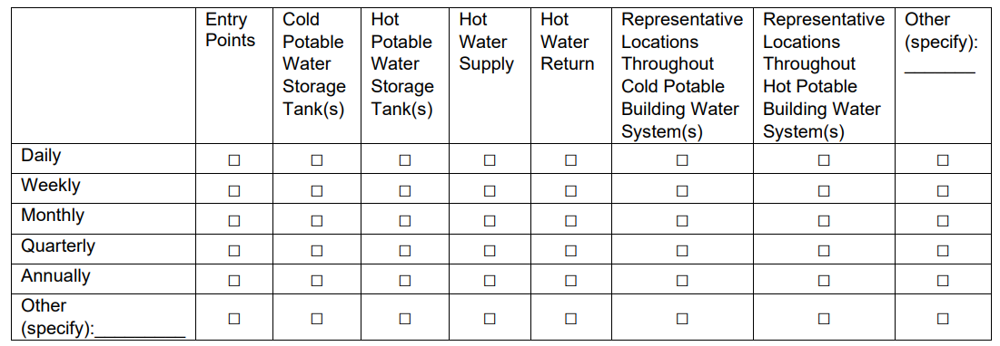 Entry
Points
Cold
Potable
Water
Storage
Tank(s)
Hot
Potable
Water
Storage
Tank(s)
Hot
Water
Supply
Hot
Water
Return
Representative
Locations
Throughout
Cold Potable
Building Water
System(s)
Representative
Locations
Throughout
Hot Potable
Building Water
System(s)
Other
(specify):
_______
Daily ☐ ☐ ☐ ☐ ☐ ☐ ☐ ☐
Weekly ☐ ☐ ☐ ☐ ☐ ☐ ☐ ☐
Monthly ☐ ☐ ☐ ☐ ☐ ☐ ☐ ☐
Quarterly ☐ ☐ ☐ ☐ ☐ ☐ ☐ ☐
Annually ☐ ☐ ☐ ☐ ☐ ☐ ☐ ☐
Other
(specify):_________ ☐ ☐ ☐ ☐ ☐ ☐ ☐ ☐